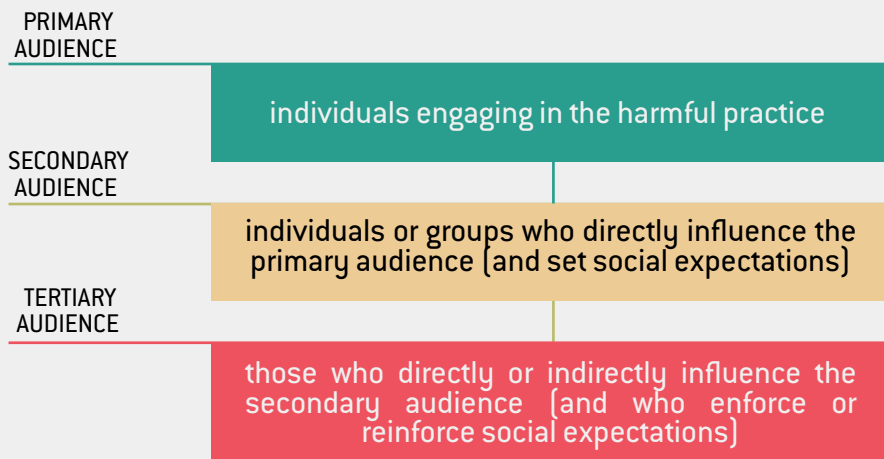 PRIMARY
AUDIENCE
individuals engaging in the harmful practice
SECONDARY
AUDIENCE
individuals or groups who directly influence the
primary audience (and set social expectations)
TERTIARY
AUDIENCE
those who directly or indirectly influence the
secondary audience (and who enforce or
reinforce social expectations)